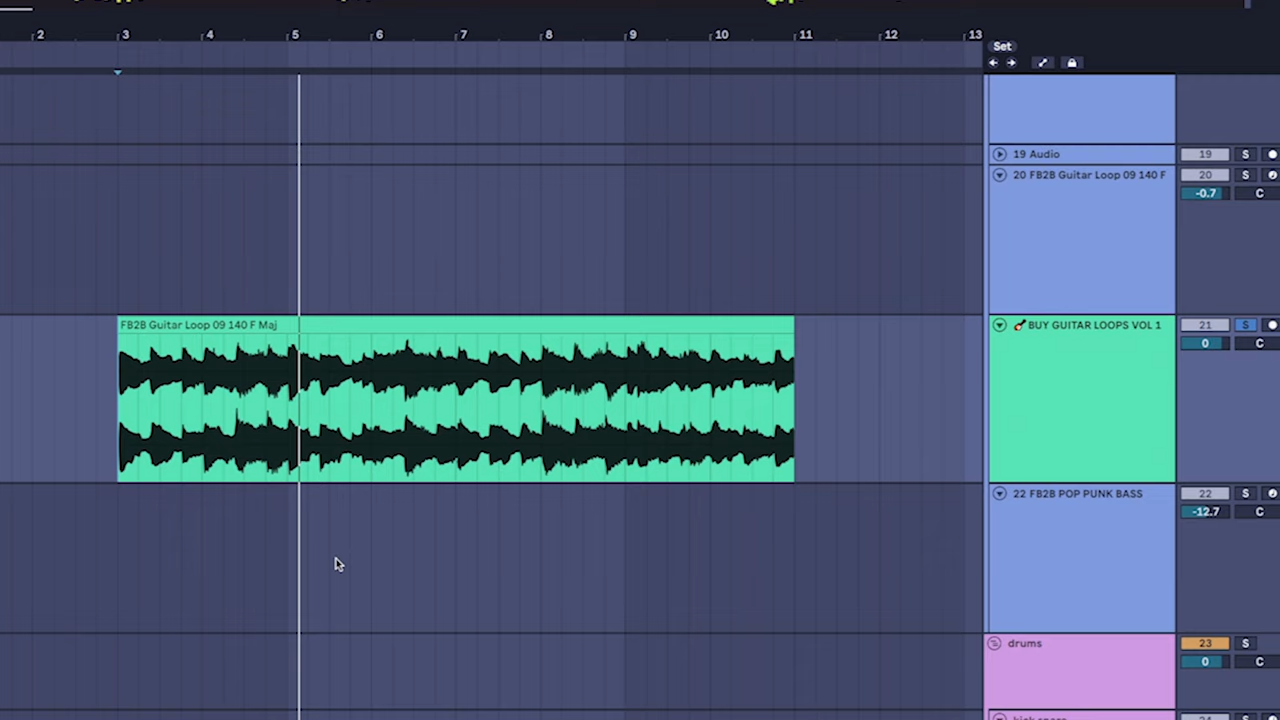 2 3 4 5 6 7 8 9 10 11 12 13
Set
19 Audio 19 S
20 FB2B Guitar Loop 09 140 F 20 S
-0.7 C
FB2B Guitar Loop 09 140 F Maj
🎸BUY GUITAR LOOPS VOL 1 21 S
0 C
22 FB2B POP PUNK BASS 22 S
-12.7 C
drums 23 S
0 C